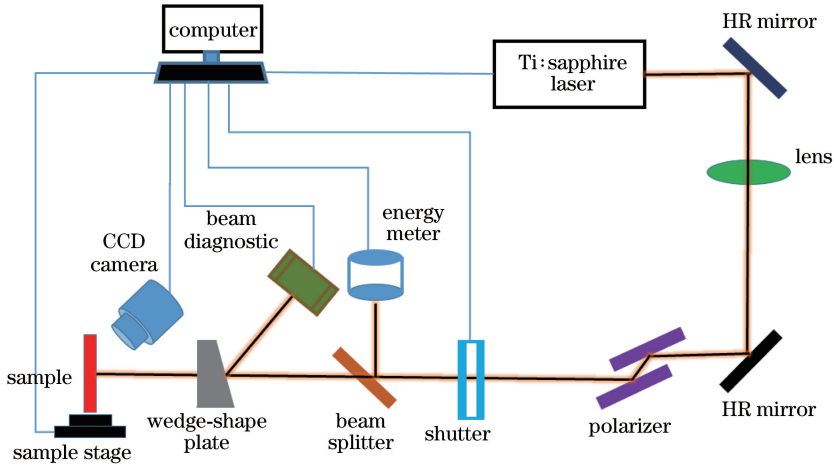 computer
Ti:sapphire
laser
HR mirror
lens
beam
diagnostic
energy
meter
CCD
camera
sample
sample stage
wedge-shape
plate
beam
splitter
shutter
polarizer
HR mirror